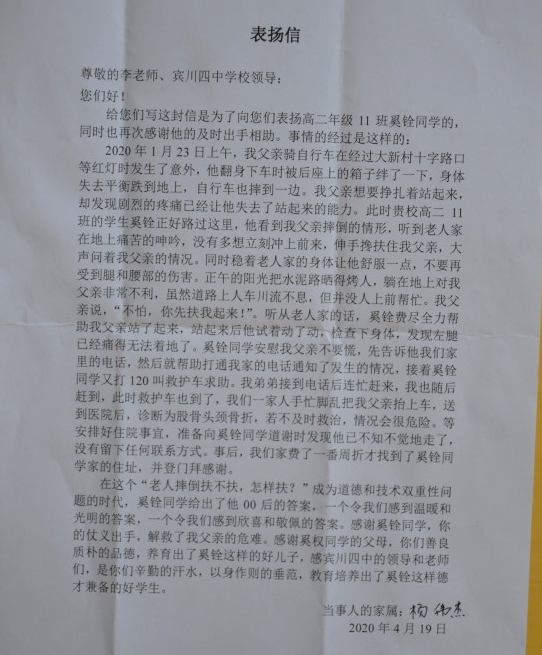 表扬信
尊敬的李老师、宾川四中学校领导：
您们好！
给您们写这封信是为了向您们表扬高二年级 11 班奚铨同学的，
同时也再次感谢他的及时出手相助。事情的经过是这样的：
2020 年 1 月 23 日上午，我父亲骑自行车在经过大新村十字路口
等红灯时发生了意外，他翻身下车时被后座上的箱子绊了一下，身体
失去平衡跌到地上，自行车也摔到一边。我父亲想要挣扎着站起来，
却发现剧烈的疼痛已经让他失去了站起来的能力。此时贵校高二 11
班的学生奚铨正好路过这里，他看到我父亲摔倒的情形，听到老人家
在地上痛苦的呻吟，没有多想立刻冲上前来，伸手搀扶住我父亲，大
声问着我父亲的情况。同时稳着老人家的身体让他舒服一点，不要再
受到腿和腰部的伤害。正午的阳光把水泥路晒得烤人，躺在地上对我
父亲非常不利，虽然道路上人车川流不息，但并没人上前帮忙。我父
亲说，“不怕，你先扶我起来！”。听从老人家的话，奚铨费尽全力帮
助我父亲站了起来，站起来后他试着动了动，检查下身体，发现左腿
已经痛得无法着地了。奚铨同学安慰我父亲不要慌，先告诉他我们家
里的电话，然后就帮助打通我家的电话通知了发生的情况，接着奚铨
同学又打 120 叫救护车求助。我弟弟接到电话后连忙赶来，我也随后
赶到，此时救护车也到了，我们一家人手忙脚乱把我父亲抬上车，送
到医院后，诊断为股骨头颈骨折，若不及时救治，情况会很危险。等
安排好住院事宜，准备向奚铨同学道谢时发现他已不知不觉地走了，
没有留下任何联系方式。事后，我们家费了一番周折才找到了奚铨同
学家的住址，并登门拜感谢。
在这个“老人摔倒扶不扶，怎样扶？”成为道德和技术双重性问
题的时代，奚铨同学给出了他 00 后的答案，一个令我们感到温暖和
光明的答案，一个令我们感到欣喜和敬佩的答案。感谢奚铨同学，你
的仗义出手，解救了我父亲的危难。感谢奚权同学的父母，你们善良
质朴的品德，养育出了奚铨这样的好儿子，感宾川四中的领导和老师
们，是你们辛勤的汗水，以身作则的垂范，教育培养出了奚铨这样德
才兼备的好学生。
当事人的家属：杨伟杰
2020 年 4 月 19 日